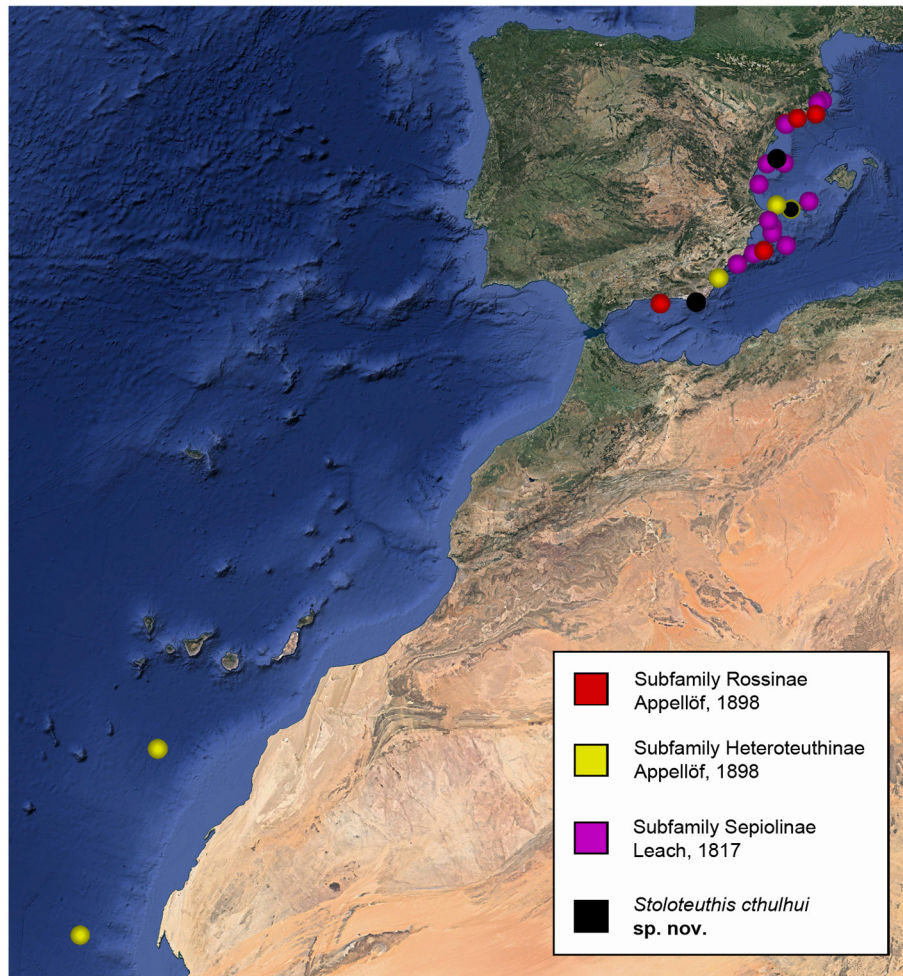 Subfamily Rossinae
Appellöf, 1898
Subfamily Heteroteuthinae
Appellöf, 1898
Subfamily Sepiolinae
Leach, 1817
Stoloteuthis cthulhui
sp. nov.